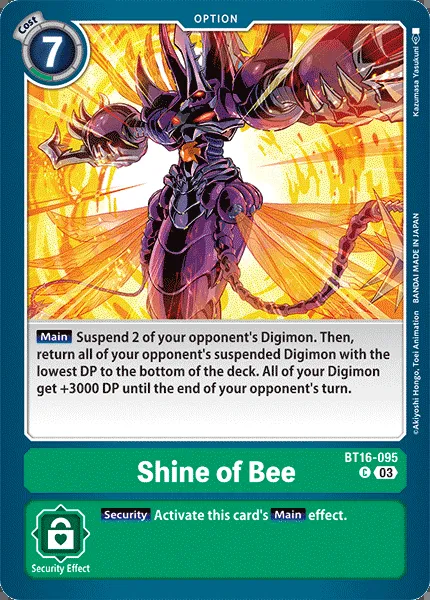 OPTION
Cost
7
Kazumasa Yasukuni
©Akiyoshi Hongo, Toei Animation BANDAI MADE IN JAPAN
Main Suspend 2 of your opponent's Digimon. Then,
return all of your opponent's suspended Digimon with the
lowest DP to the bottom of the deck. All of your Digimon
get +3000 DP until the end of your opponent's turn.
BT16-095
Shine of Bee
C 03
Security Activate this card's Main effect.
Security Effect